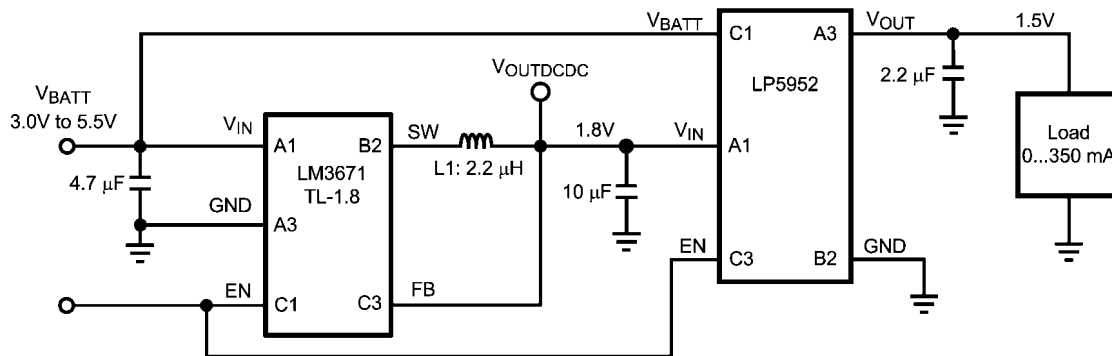 VBATT
C1
A3
VOUT
1.5V
VOUTDCDC
2.2 μF
LP5952
VBATT
3.0V to 5.5V
VIN
A1
B2
SW
1.8V
VIN
A1
Load
0...350 mA
L1: 2.2 μH
LM3671
TL-1.8
4.7 μF
10 μF
GND
A3
EN
C3
B2
GND
EN
C1
C3
FB